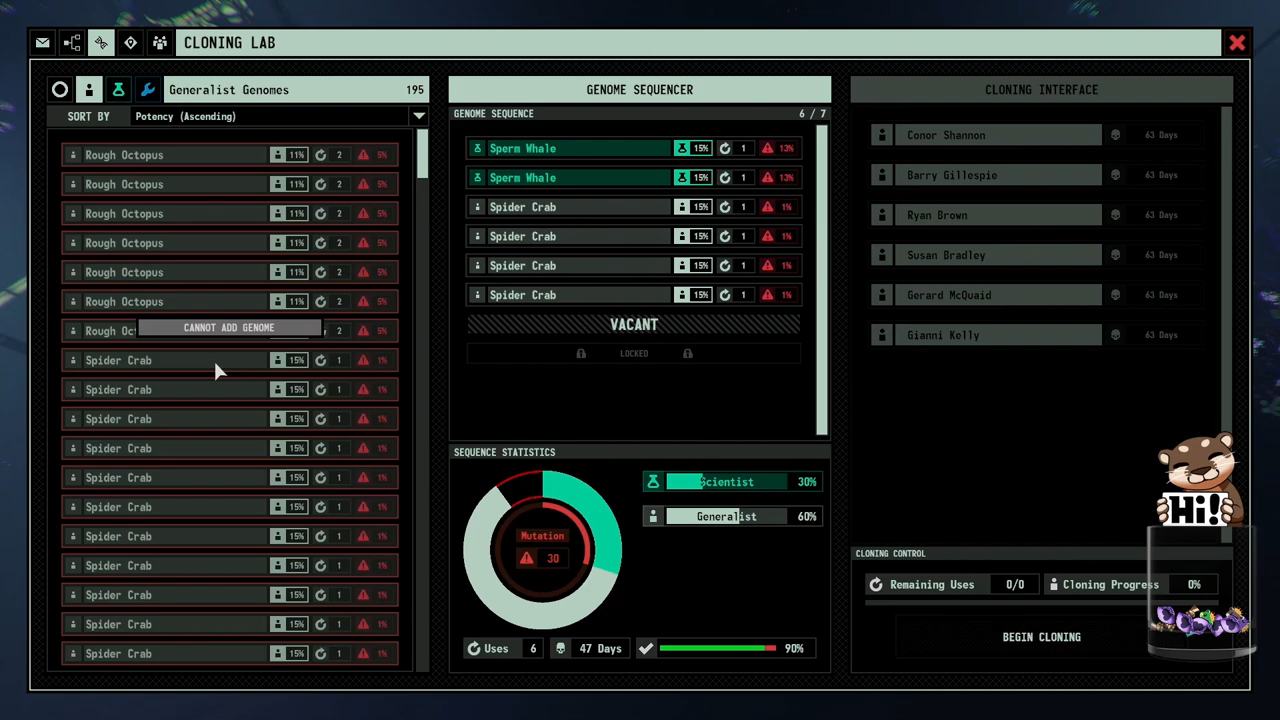 CLONING LAB
Generalist Genomes 195
SORT BY Potency (Ascending)
Rough Octopus 11% 2 5%
Rough Octopus 11% 2 5%
Rough Octopus 11% 2 5%
Rough Octopus 11% 2 5%
Rough Octopus 11% 2 5%
Rough Octopus 11% 2 5%
Rough Oct 2 5%
CANNOT ADD GENOME
Spider Crab 15% 1 1%
Spider Crab 15% 1 1%
Spider Crab 15% 1 1%
Spider Crab 15% 1 1%
Spider Crab 15% 1 1%
Spider Crab 15% 1 1%
Spider Crab 15% 1 1%
Spider Crab 15% 1 1%
Spider Crab 15% 1 1%
Spider Crab 15% 1 1%
Spider Crab 15% 1 1%
GENOME SEQUENCER
GENOME SEQUENCE 6 / 7
Sperm Whale 15% 1 13%
Sperm Whale 15% 1 13%
Spider Crab 15% 1 1%
Spider Crab 15% 1 1%
Spider Crab 15% 1 1%
Spider Crab 15% 1 1%
VACANT
LOCKED
SEQUENCE STATISTICS
Mutation
30
Scientist 30%
Generalist 60%
Uses 6 47 Days 90%
CLONING INTERFACE
Conor Shannon 63 Days
Barry Gillespie 63 Days
Ryan Brown 63 Days
Susan Bradley 63 Days
Gerard McQuaid 63 Days
Gianni Kelly 63 Days
CLONING CONTROL
Remaining Uses 0/0 Cloning Progress 0%
BEGIN CLONING
Hi!